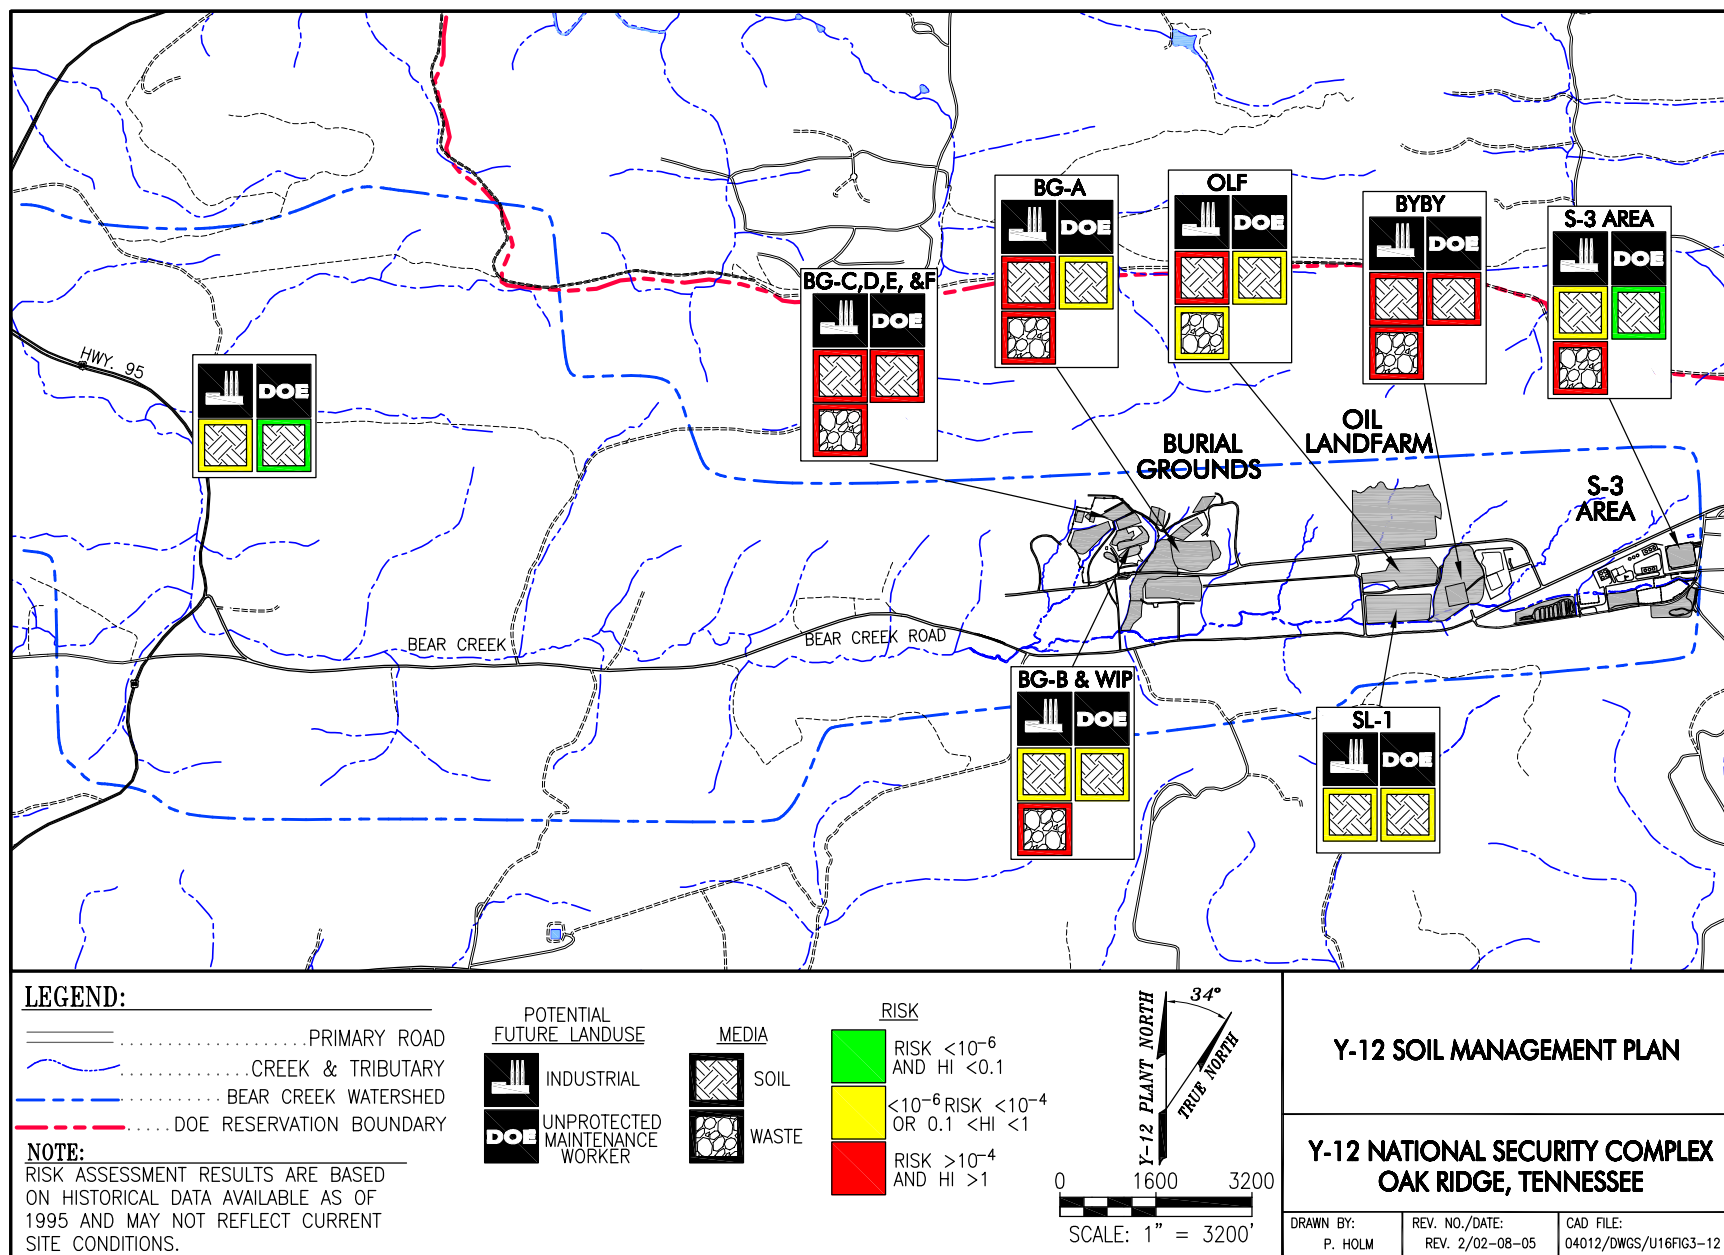 BG-A
DOE
OLF
DOE
BYBY
DOE
S-3 AREA
DOE
BG-C,D,E, &F
DOE
HWY. 95
DOE
BURIAL
GROUNDS
OIL
LANDFARM
S-3
AREA
BEAR CREEK
BEAR CREEK ROAD
BG-B & WIP
DOE
SL-1
DOE
LEGEND:
PRIMARY ROAD
CREEK & TRIBUTARY
BEAR CREEK WATERSHED
DOE RESERVATION BOUNDARY
NOTE:
RISK ASSESSMENT RESULTS ARE BASED
ON HISTORICAL DATA AVAILABLE AS OF
1995 AND MAY NOT REFLECT CURRENT
SITE CONDITIONS.
POTENTIAL
FUTURE LANDUSE
INDUSTRIAL
DOE
UNPROTECTED
MAINTENANCE
WORKER
MEDIA
SOIL
WASTE
RISK
RISK <10⁻⁶
AND HI <0.1
<10⁻⁶ RISK <10⁻⁴
OR 0.1 <HI <1
RISK >10⁻⁴
AND HI >1
34°
Y-12 PLANT NORTH
TRUE NORTH
0 1600 3200
SCALE: 1" = 3200'
Y-12 SOIL MANAGEMENT PLAN
Y-12 NATIONAL SECURITY COMPLEX
OAK RIDGE, TENNESSEE
DRAWN BY:
P. HOLM
REV. NO./DATE:
REV. 2/02-08-05
CAD FILE:
04012/DWGS/U16FIG3-12